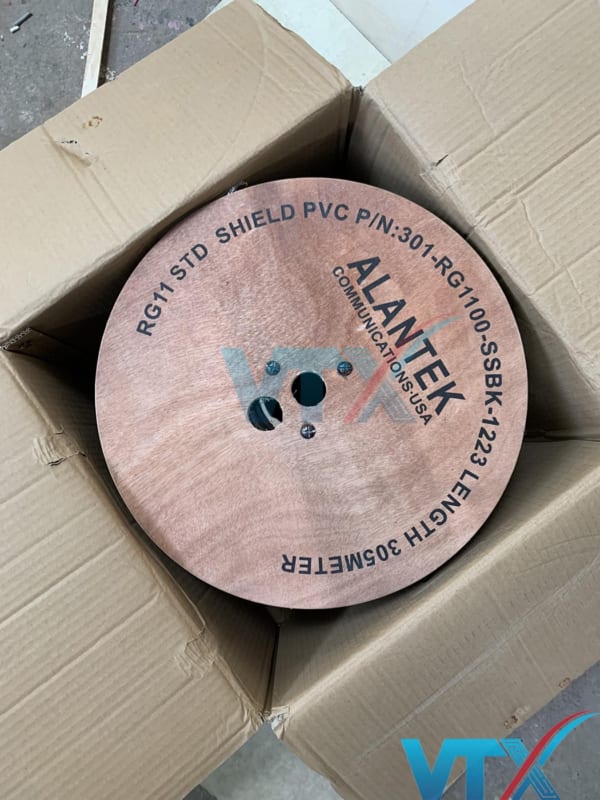 RG11 STD SHIELD PVC P/N:301-RG1100-SSBK-1223 LENGTH 305METER
ALANTEK
COMMUNICATIONS·USA
VTX
VTX